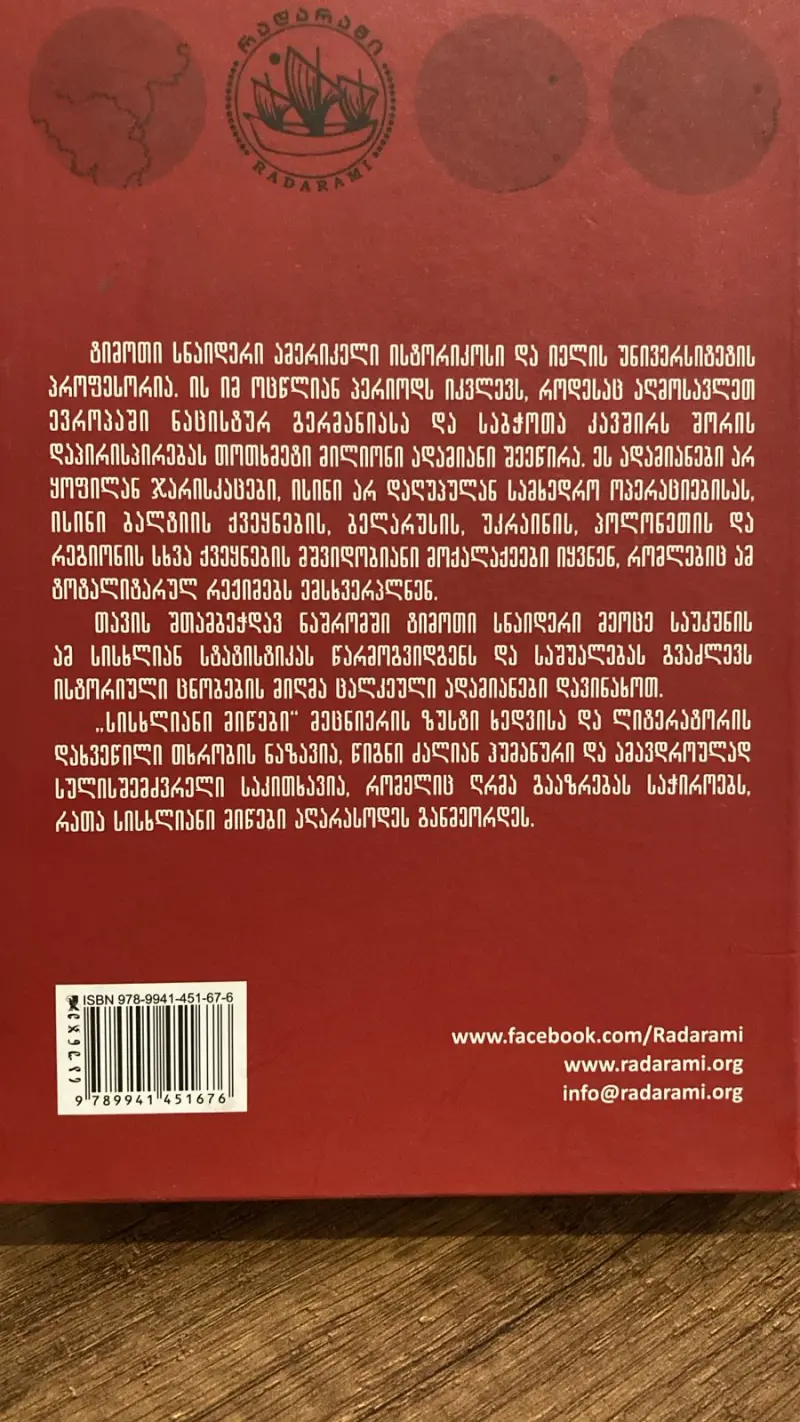 რადარამი
RADARAMI
ტიმოთი სნაიდერი ამერიკელი ისტორიკოსი და იელის უნივერსიტეტის
პროფესორია. ის იმ ოცწლიან პერიოდს იკვლევს, როდესაც აღმოსავლეთ
ევროპაში ნაცისტურ გერმანიასა და საბჭოთა კავშირს შორის
დაპირისპირებას თოთხმეტი მილიონი ადამიანი შეეწირა. ეს ადამიანები არ
ყოფილან ჯარისკაცები, ისინი არ დაღუპულან სამხედრო ოპერაციებისას,
ისინი ბალტიის ქვეყნების, ბელარუსის, უკრაინის, პოლონეთის და
რეგიონის სხვა ქვეყნების მშვიდობიანი მოქალაქეები იყვნენ, რომლებიც ამ
ტოტალიტარულ რეჟიმებს ემსხვერპლნენ.
თავის შთამბეჭდავ ნაშრომში ტიმოთი სნაიდერი მეოცე საუკუნის
ამ სისხლიან სტატისტიკას წარმოგვიდგენს და საშუალებას გვაძლევს
ისტორიული ცნობების მიღმა ცალკეული ადამიანები დავინახოთ.
„სისხლიანი მიწები“ მეცნიერის ზუსტი ხედვისა და ლიტერატორის
დახვეწილი თხრობის ნაზავია, წიგნი ძალიან ჰუმანური და ამავდროულად
სულისშემძვრელი საკითხავია, რომელიც ღრმა გააზრებას საჭიროებს,
რათა სისხლიანი მიწები აღარასოდეს განმეორდეს.
ISBN 978-9941-451-67-6
9 789941 451676
www.facebook.com/Radarami
www.radarami.org
info@radarami.org